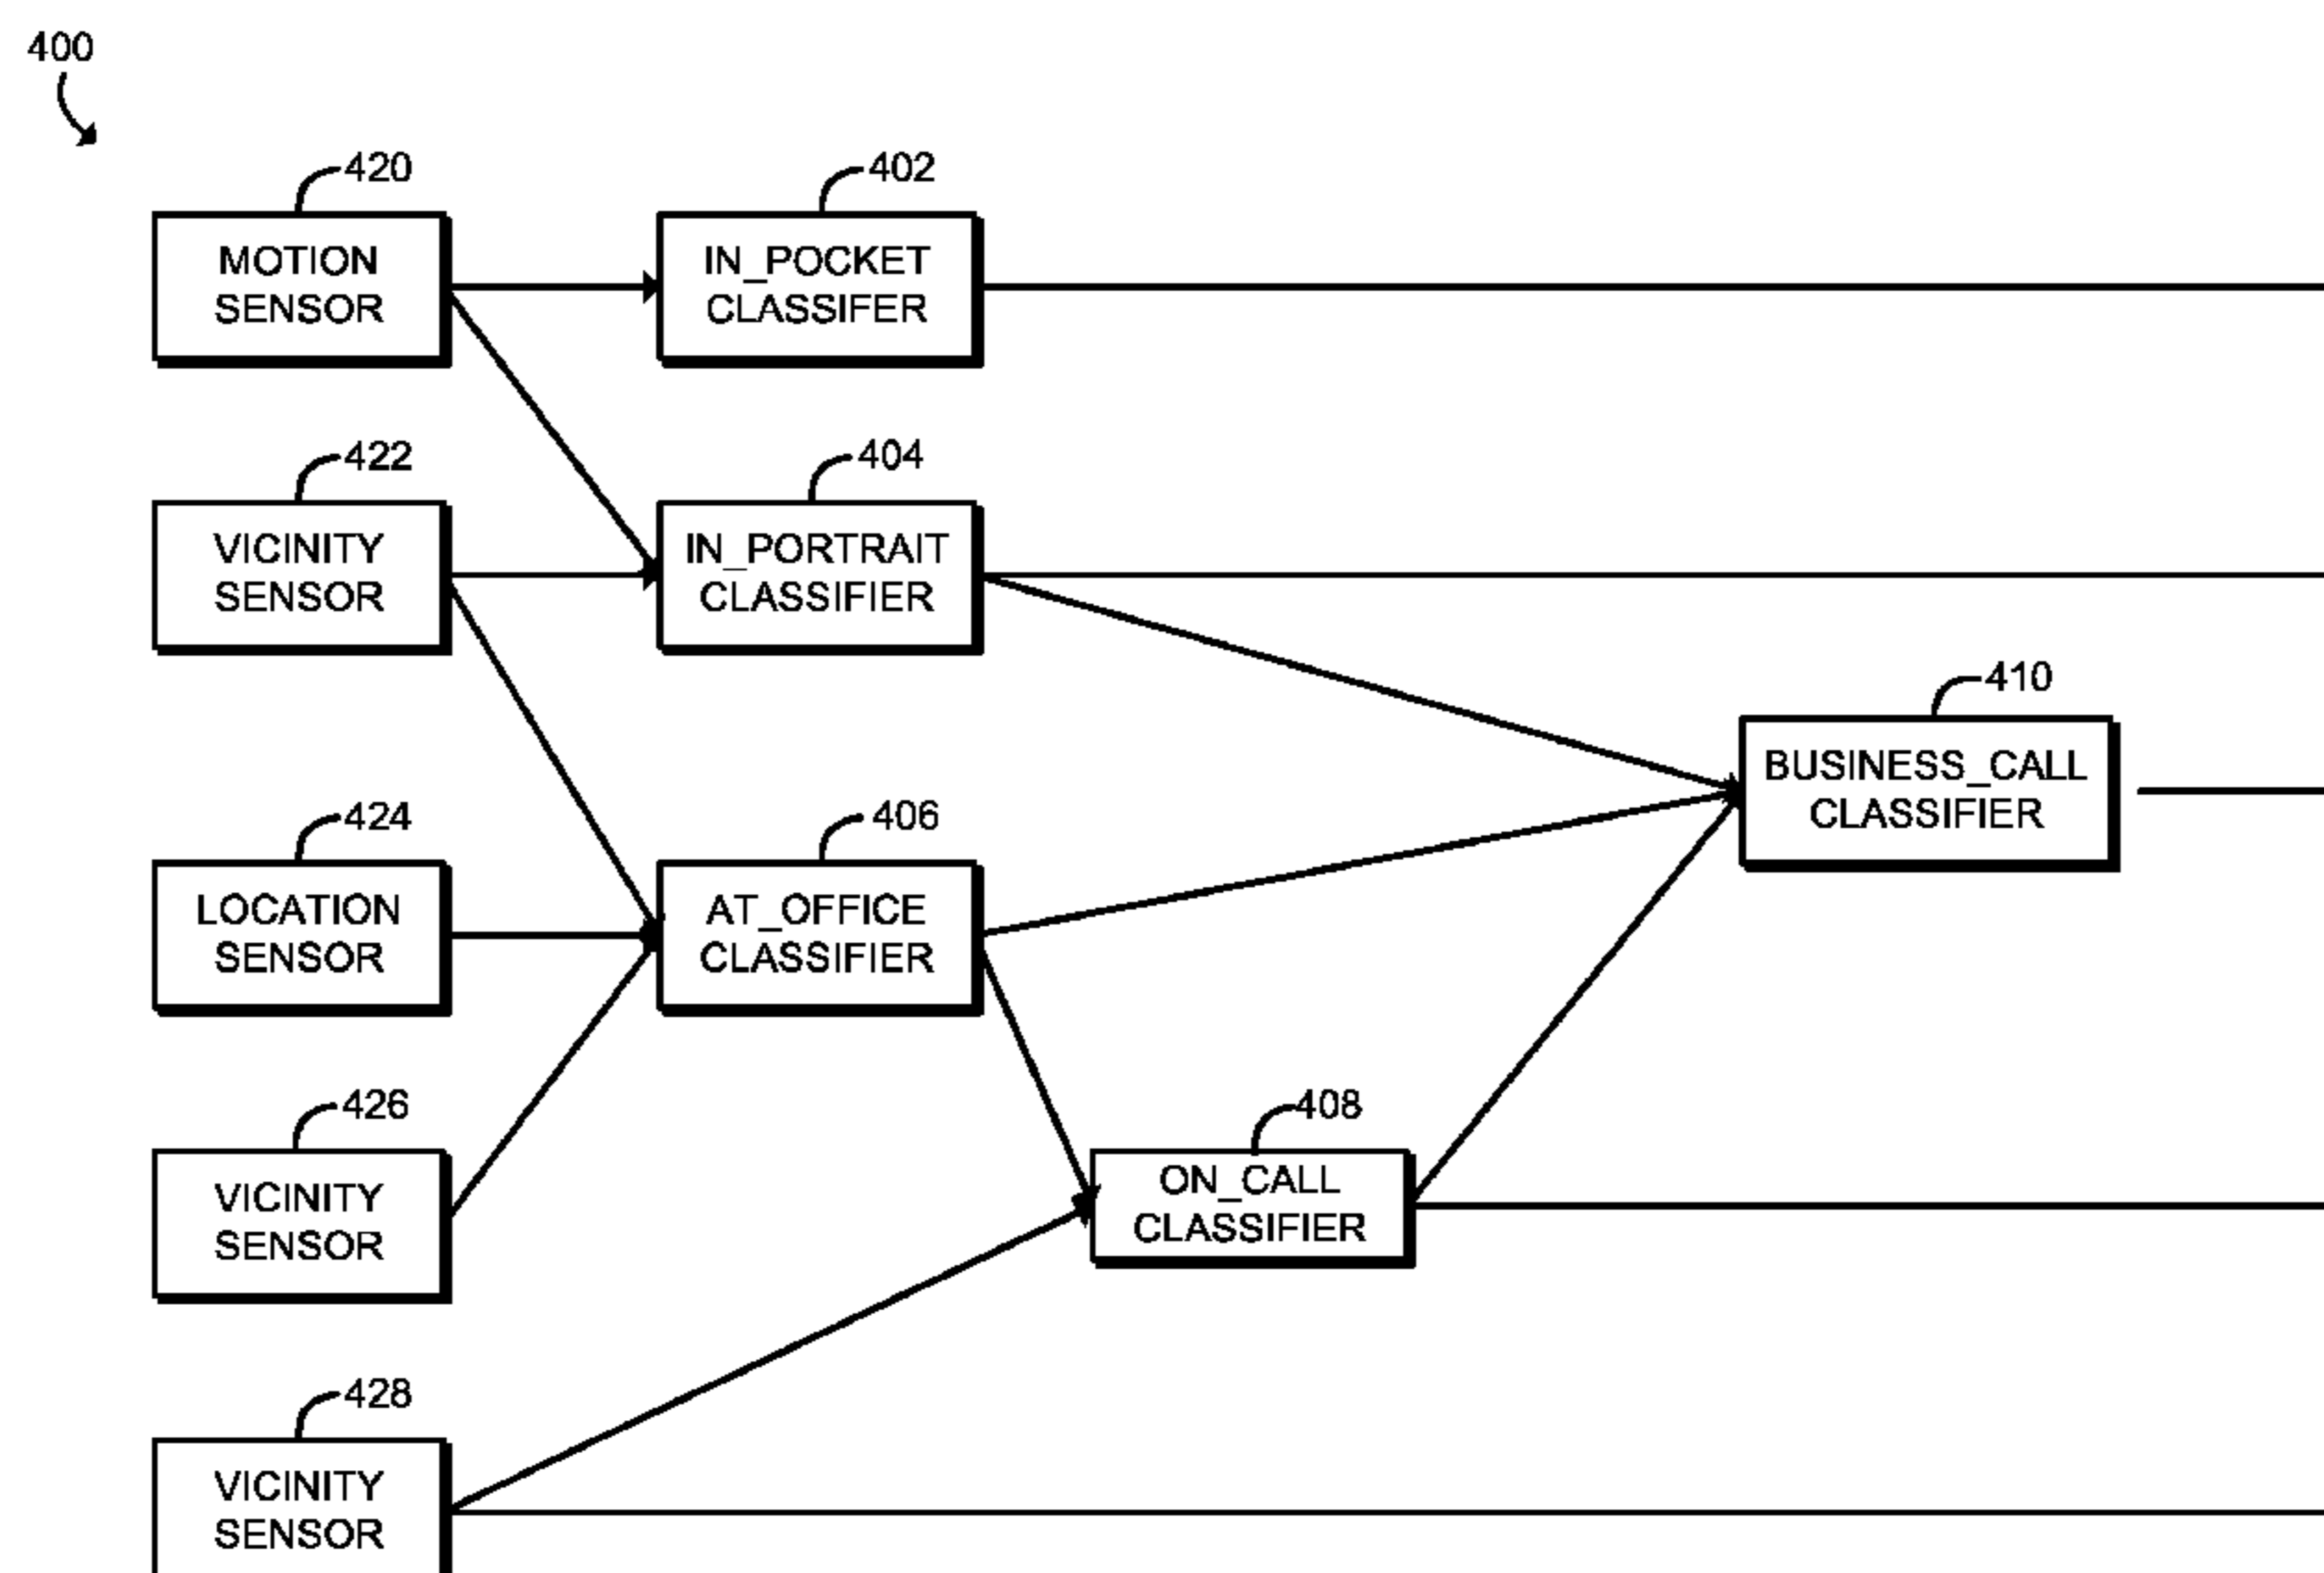 400
420
402
MOTION
SENSOR
IN_POCKET
CLASSIFER
422
404
VICINITY
SENSOR
IN_PORTRAIT
CLASSIFIER
410
BUSINESS_CALL
CLASSIFIER
424
406
LOCATION
SENSOR
AT_OFFICE
CLASSIFIER
426
408
VICINITY
SENSOR
ON_CALL
CLASSIFIER
428
VICINITY
SENSOR